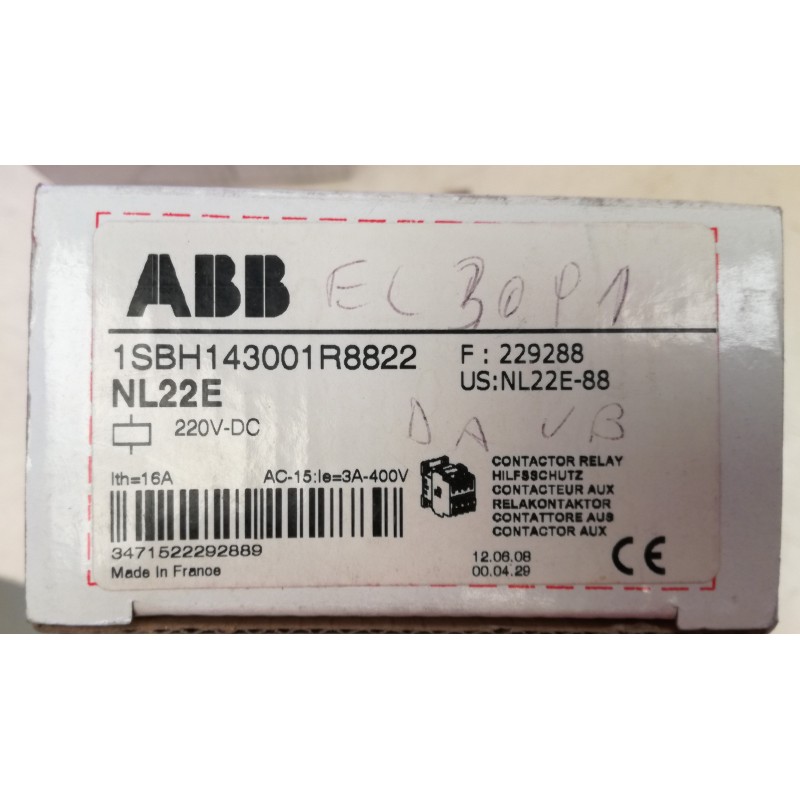 ABB EC 3091
1SBH143001R8822 F : 229288
NL22E US:NL22E-88
220V-DC DA VB
Ith=16A AC-15:Ie=3A-400V
CONTACTOR RELAY
HILFSSCHUTZ
CONTACTEUR AUX
RELAKONTAKTOR
CONTATTORE AUS
CONTACTOR AUX
3471522292889
Made In France
12.06.08
00.04.29
CE